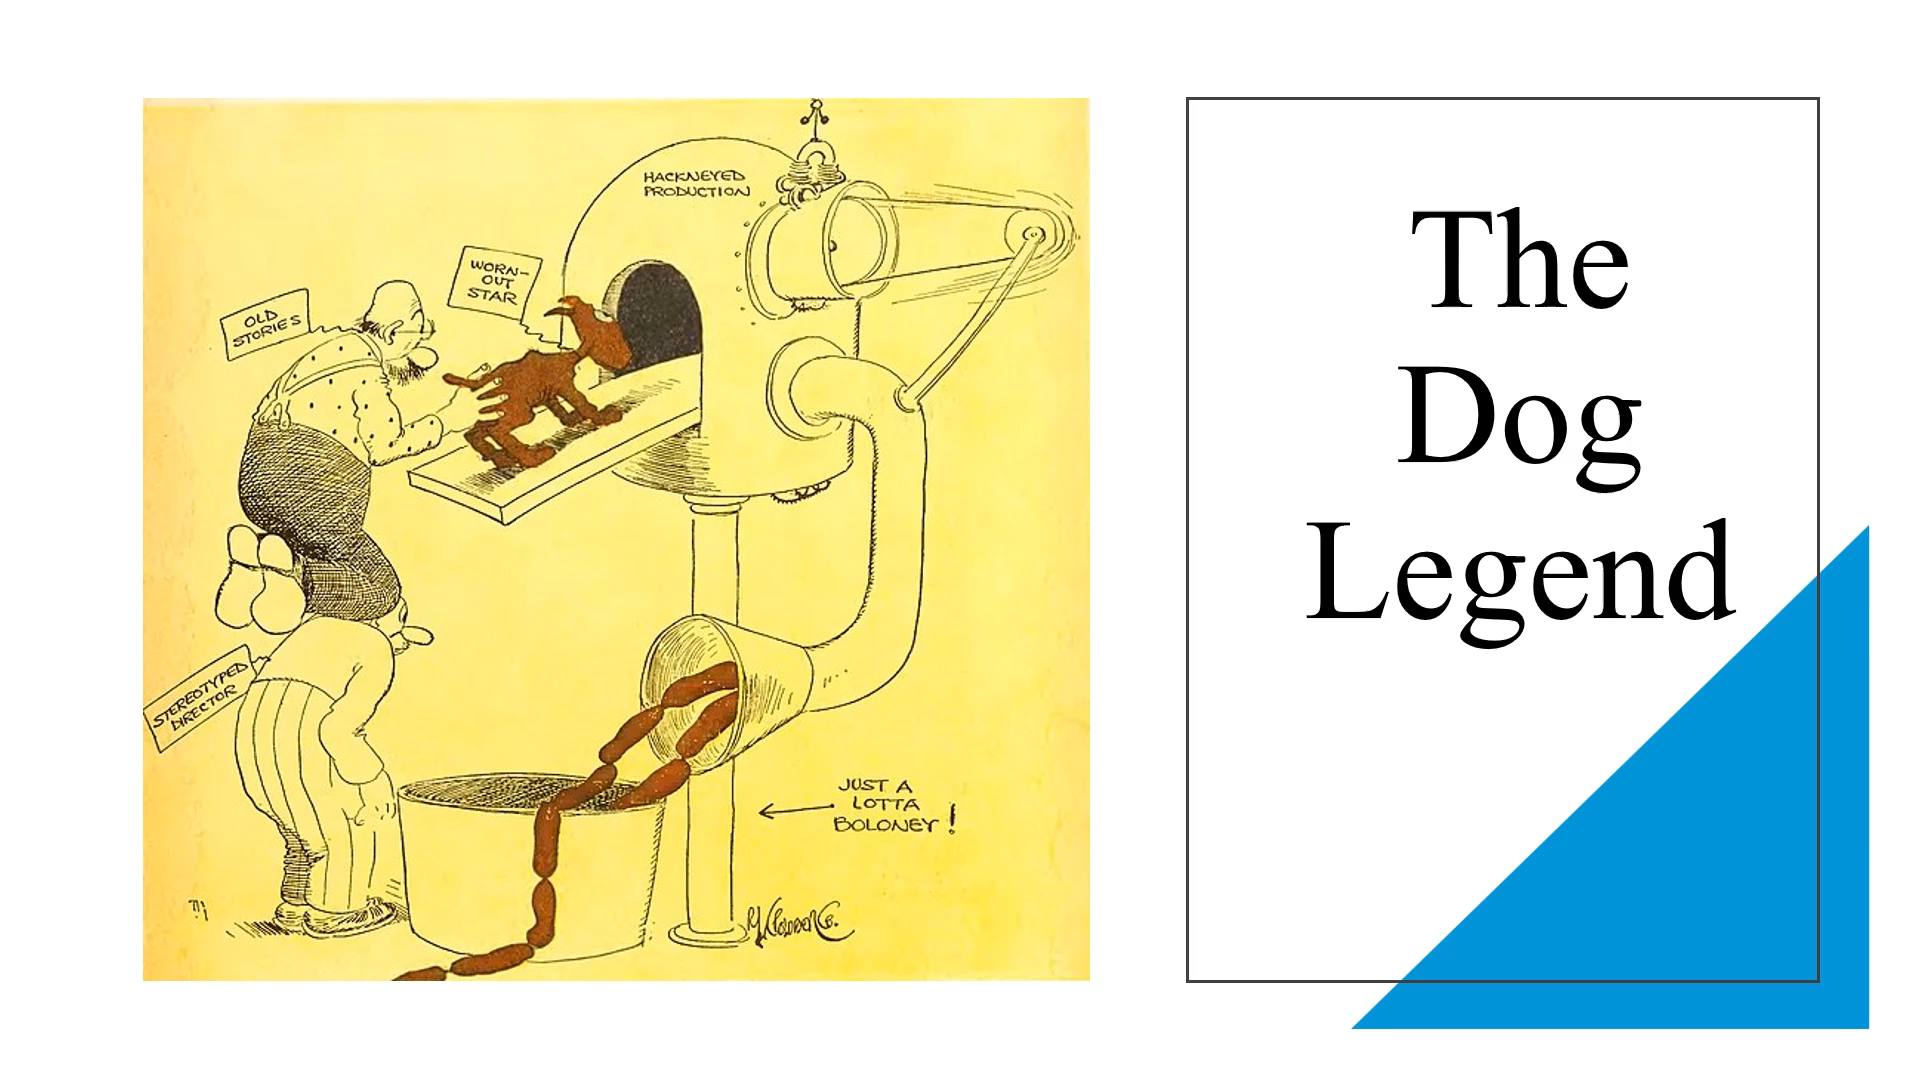 HACKNEYED
PRODUCTION
WORN-
OUT
STAR
OLD
STORIES
STEREOTYPED
DIRECTOR
JUST A
LOTTA
BOLONEY!
The
Dog
Legend